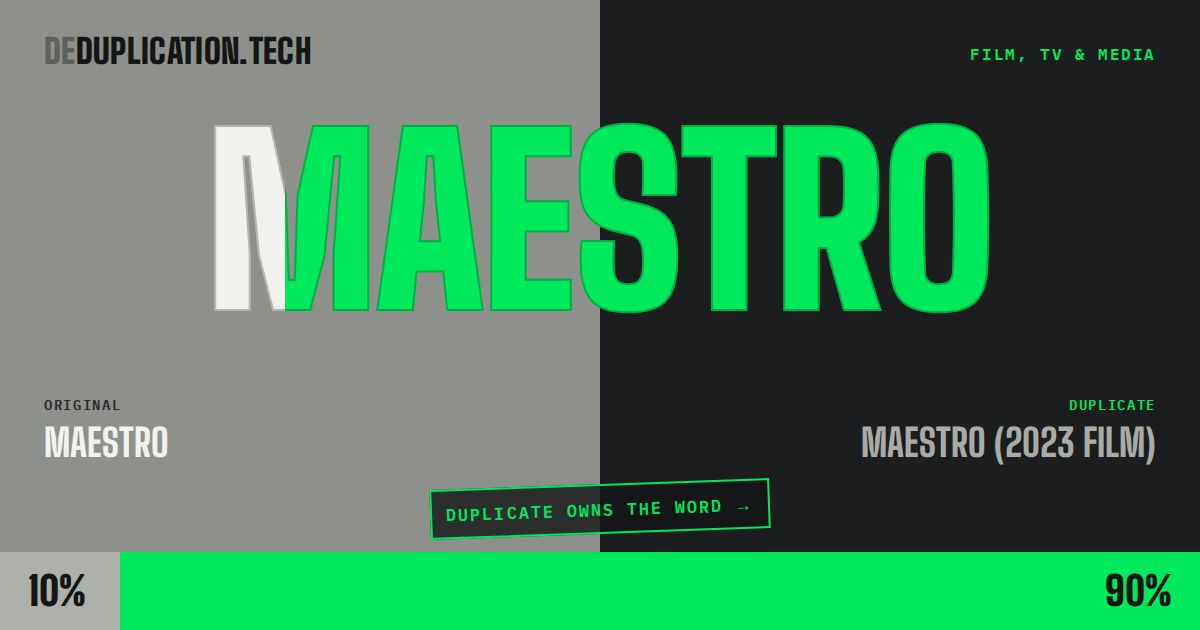 DEDUPLICATION.TECH
FILM, TV & MEDIA
MAESTRO
ORIGINAL
MAESTRO
DUPLICATE
MAESTRO (2023 FILM)
DUPLICATE OWNS THE WORD →
10%
90%